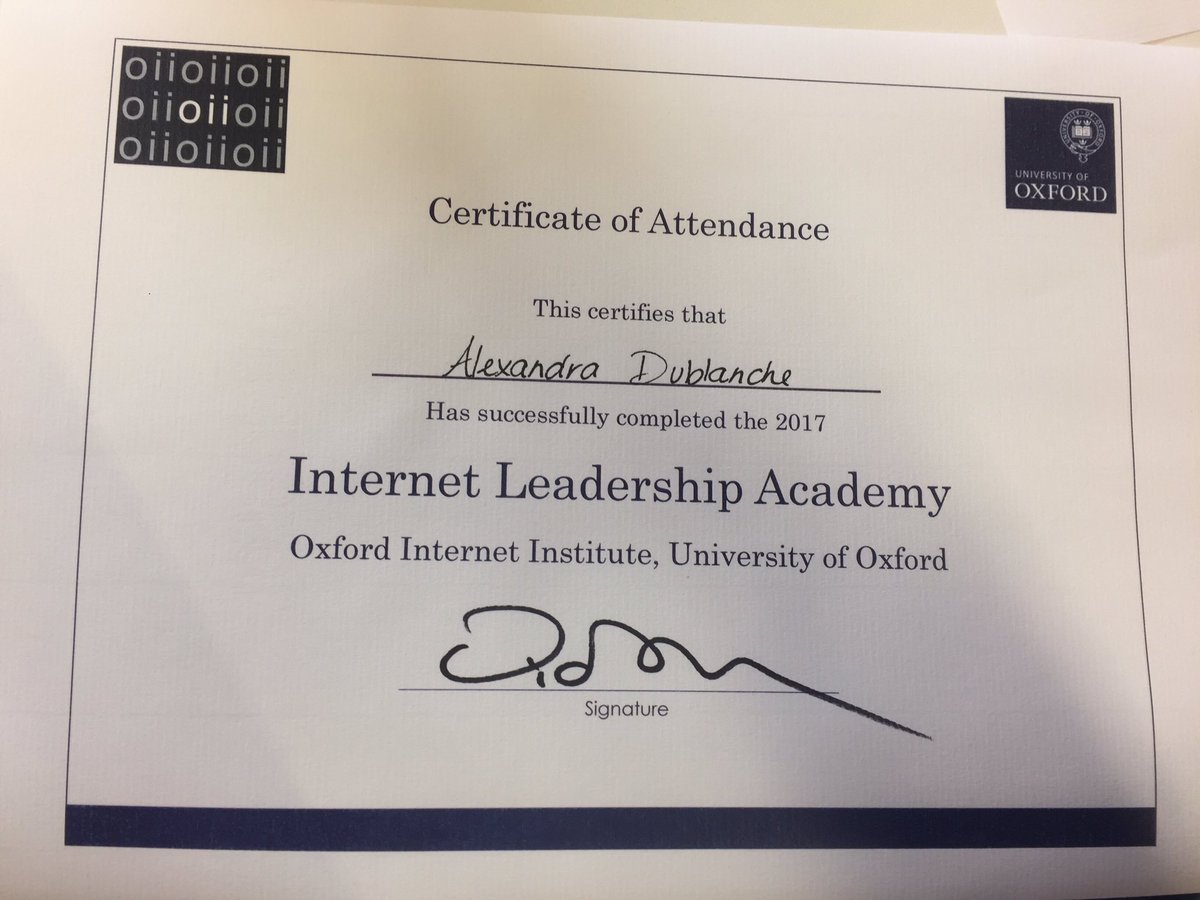 oiioiioii
oiioiioii
oiioiioii
UNIVERSITY OF
OXFORD
Certificate of Attendance
This certifies that
Alexandra Dublanche
Has successfully completed the 2017
Internet Leadership Academy
Oxford Internet Institute, University of Oxford
Signature